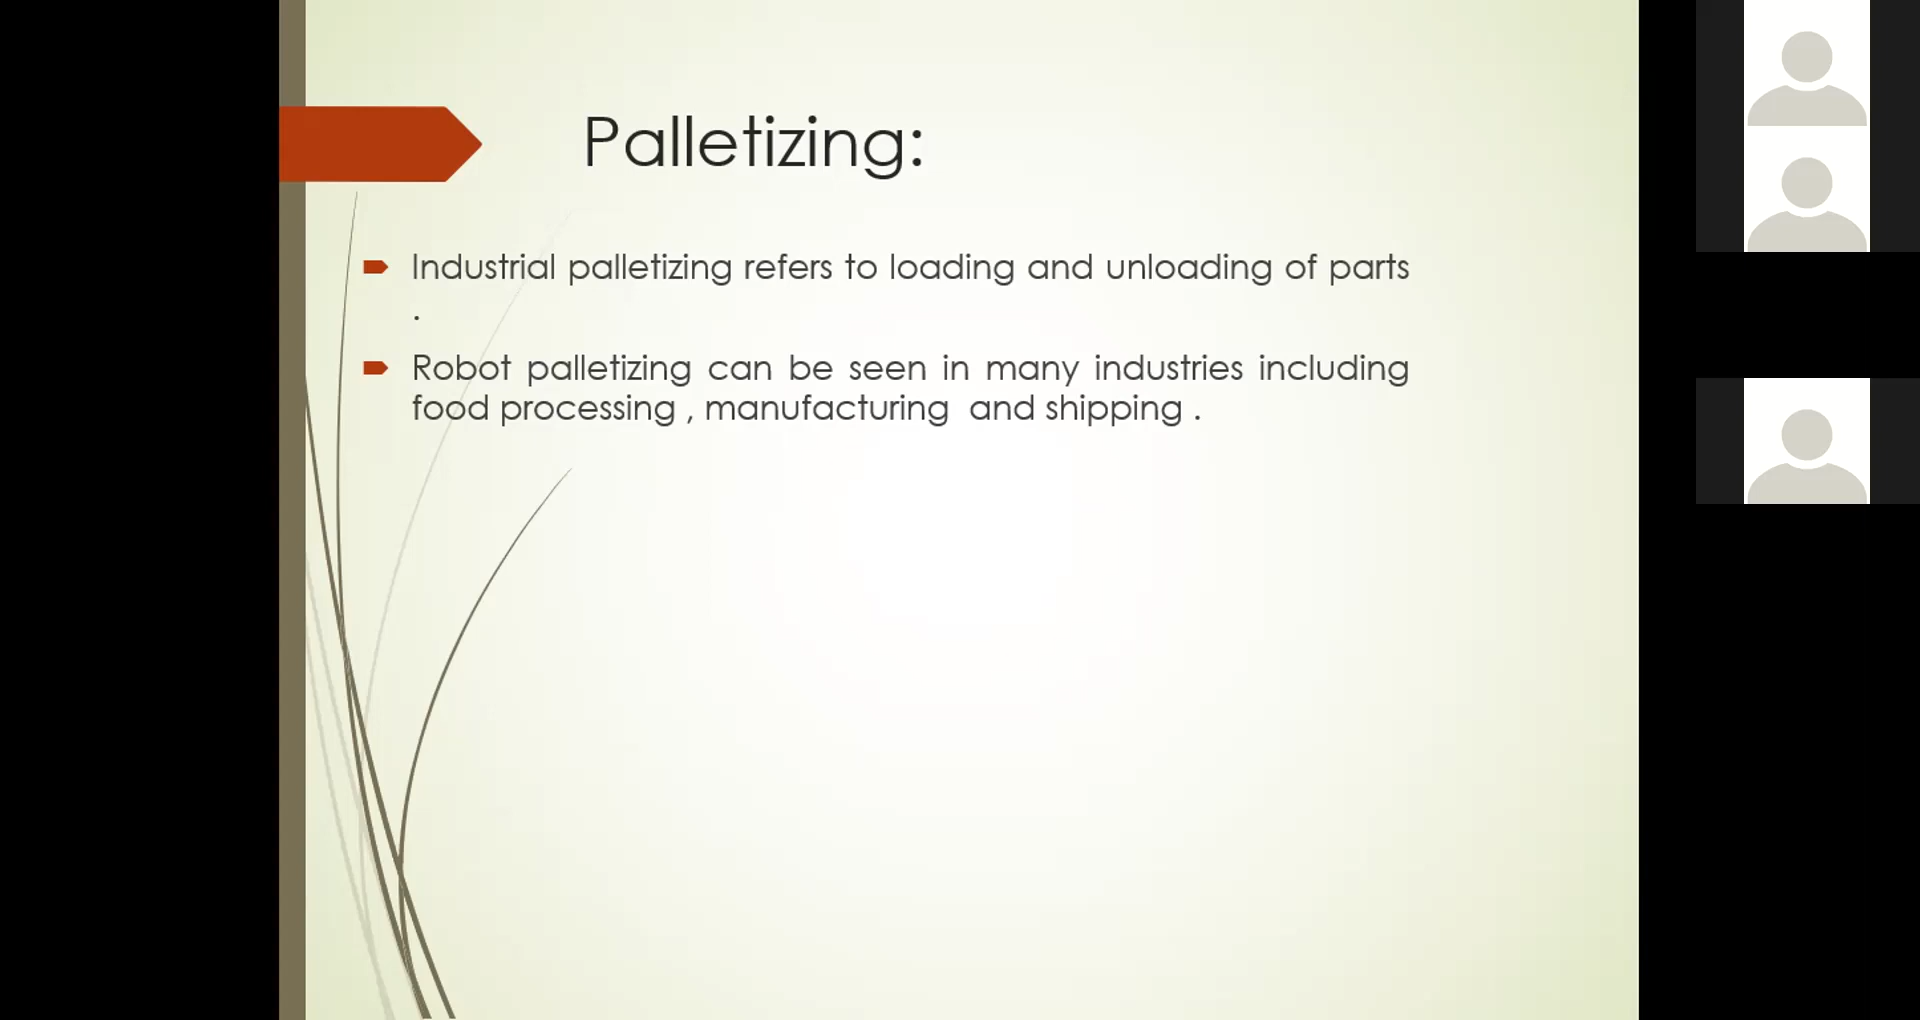 Palletizing:
Industrial palletizing refers to loading and unloading of parts
.
Robot palletizing can be seen in many industries including
food processing , manufacturing  and shipping .